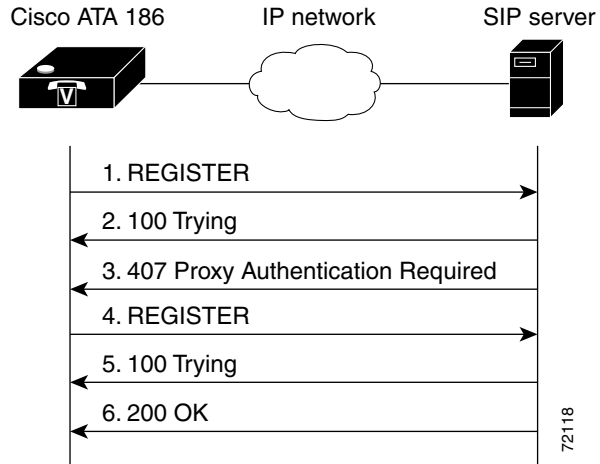 Cisco ATA 186 IP network SIP server
V
1. REGISTER
2. 100 Trying
3. 407 Proxy Authentication Required
4. REGISTER
5. 100 Trying
6. 200 OK
72118